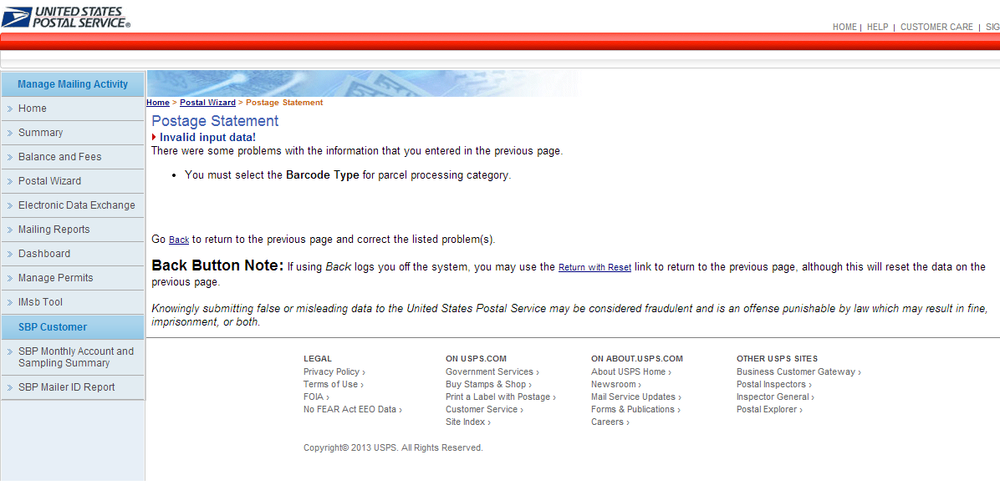 UNITED STATES
POSTAL SERVICE®
HOME | HELP | CUSTOMER CARE | SIG
Manage Mailing Activity
» Home
» Summary
» Balance and Fees
» Postal Wizard
» Electronic Data Exchange
» Mailing Reports
» Dashboard
» Manage Permits
» IMsb Tool
SBP Customer
» SBP Monthly Account and
Sampling Summary
» SBP Mailer ID Report
Home > Postal Wizard > Postage Statement
Postage Statement
Invalid input data!
There were some problems with the information that you entered in the previous page.
• You must select the Barcode Type for parcel processing category.
Go Back to return to the previous page and correct the listed problem(s).
Back Button Note: If using Back logs you off the system, you may use the Return with Reset link to return to the previous page, although this will reset the data on the
previous page.
Knowingly submitting false or misleading data to the United States Postal Service may be considered fraudulent and is an offense punishable by law which may result in fine,
imprisonment, or both.
LEGAL
Privacy Policy ›
Terms of Use ›
FOIA ›
No FEAR Act EEO Data ›
ON USPS.COM
Government Services ›
Buy Stamps & Shop ›
Print a Label with Postage ›
Customer Service ›
Site Index ›
ON ABOUT.USPS.COM
About USPS Home ›
Newsroom ›
Mail Service Updates ›
Forms & Publications ›
Careers ›
OTHER USPS SITES
Business Customer Gateway ›
Postal Inspectors ›
Inspector General ›
Postal Explorer ›
Copyright© 2013 USPS. All Rights Reserved.